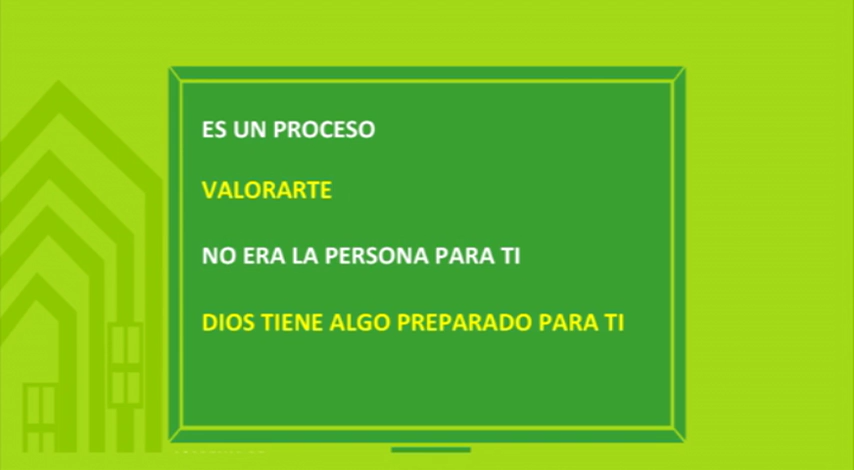 ES UN PROCESO
VALORARTE
NO ERA LA PERSONA PARA TI
DIOS TIENE ALGO PREPARADO PARA TI